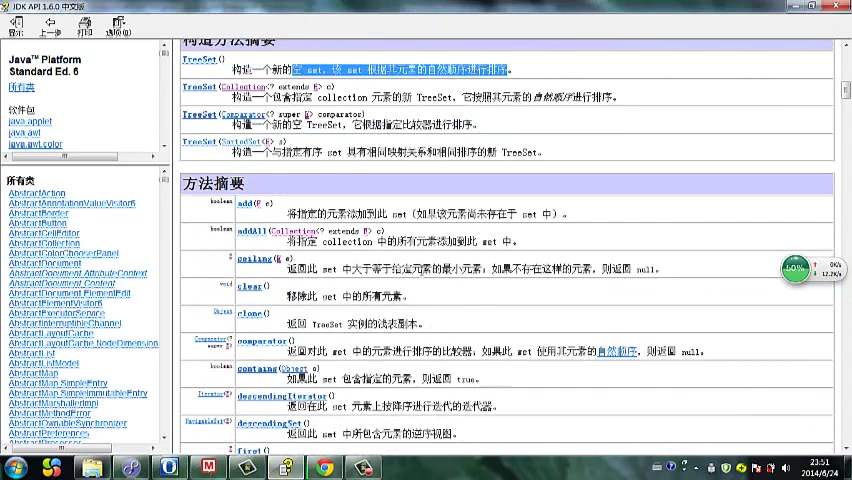 JDK API 1.6.0 中文版
显示
上一步
打印
选项(O)
Java™ Platform
Standard Ed. 6
所有类
软件包
java.applet
java.awt
java.awt.color
所有类
AbstractAction
AbstractAnnotationValueVisitor6
AbstractBorder
AbstractButton
AbstractCellEditor
AbstractCollection
AbstractColorChooserPanel
AbstractDocument
AbstractDocument.AttributeContext
AbstractDocument.Content
AbstractDocument.ElementEdit
AbstractElementVisitor6
AbstractExecutorService
AbstractInterruptibleChannel
AbstractLayoutCache
AbstractLayoutCache.NodeDimensions
AbstractList
AbstractListModel
AbstractMap
AbstractMap.SimpleEntry
AbstractMap.SimpleImmutableEntry
AbstractMarshallerImpl
AbstractMethodError
AbstractOwnableSynchronizer
AbstractPreferences
构造方法摘要
TreeSet()
构造一个新的空 set，该 set 根据其元素的自然顺序进行排序。
TreeSet(Collection<? extends E> c)
构造一个包含指定 collection 元素的新 TreeSet，它按照其元素的自然顺序进行排序。
TreeSet(Comparator<? super E> comparator)
构造一个新的空 TreeSet，它根据指定比较器进行排序。
TreeSet(SortedSet<E> s)
构造一个与指定有序 set 具有相同映射关系和相同排序的新 TreeSet。
方法摘要
boolean add(E e)
将指定的元素添加到此 set（如果该元素尚未存在于 set 中）。
boolean addAll(Collection<? extends E> c)
将指定 collection 中的所有元素添加到此 set 中。
E ceiling(E e)
返回此 set 中大于等于给定元素的最小元素；如果不存在这样的元素，则返回 null。
void clear()
移除此 set 中的所有元素。
Object clone()
返回 TreeSet 实例的浅表副本。
Comparator<? super E> comparator()
返回对此 set 中的元素进行排序的比较器；如果此 set 使用其元素的自然顺序，则返回 null。
boolean contains(Object o)
如果此 set 包含指定的元素，则返回 true。
Iterator<E> descendingIterator()
返回在此 set 元素上按降序进行迭代的迭代器。
NavigableSet<E> descendingSet()
返回此 set 中所包含元素的逆序视图。
E first()
50%
0K/s
12.2K/s
23:51
2014/6/24